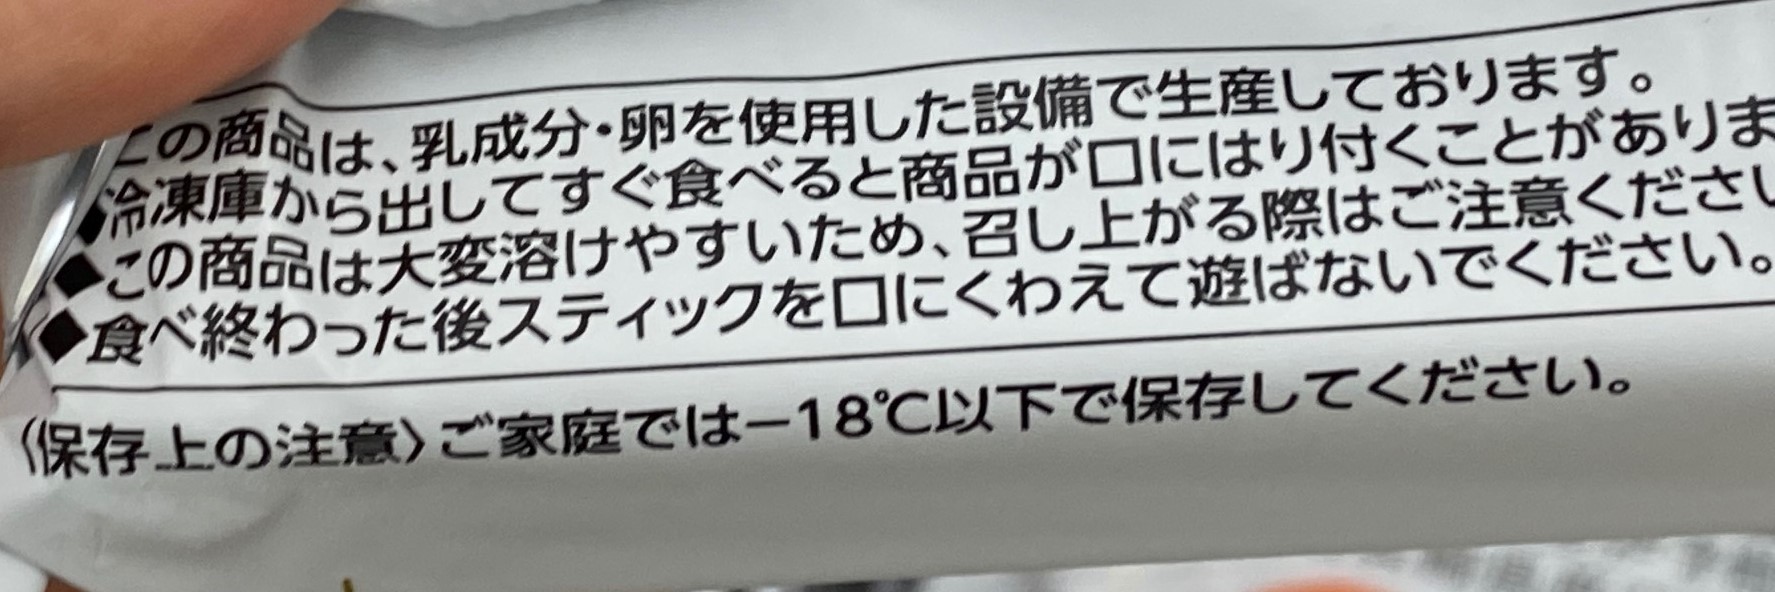 この商品は、乳成分・卵を使用した設備で生産しております。
◆冷凍庫から出してすぐ食べると商品が口にはり付くことがありま
◆この商品は大変溶けやすいため、召し上がる際はご注意くださ
◆食べ終わった後スティックを口にくわえて遊ばないでください。
〈保存上の注意〉ご家庭では−18℃以下で保存してください。